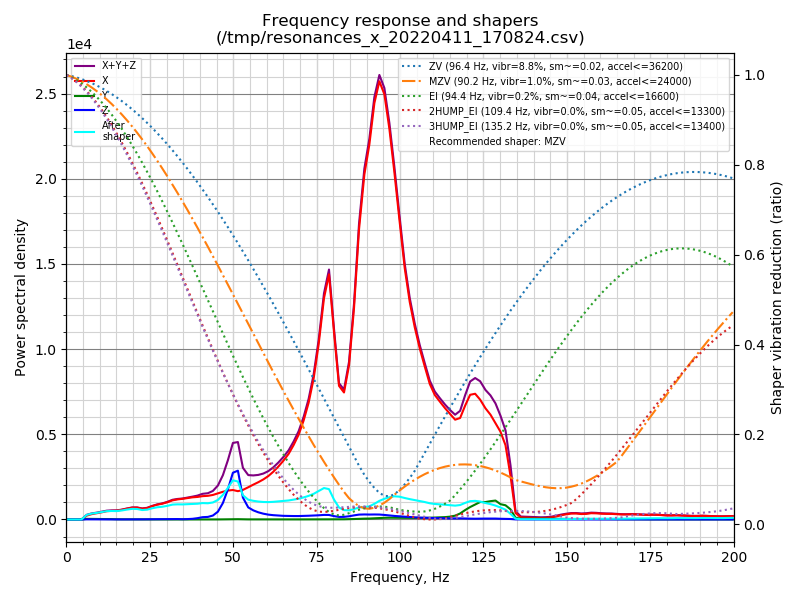 Frequency response and shapers
(/tmp/resonances_x_20220411_170824.csv)
1e4
X+Y+Z
X
Y
Z
After
shaper
ZV (96.4 Hz, vibr=8.8%, sm~=0.02, accel<=36200)
MZV (90.2 Hz, vibr=1.0%, sm~=0.03, accel<=24000)
EI (94.4 Hz, vibr=0.2%, sm~=0.04, accel<=16600)
2HUMP_EI (109.4 Hz, vibr=0.0%, sm~=0.05, accel<=13300)
3HUMP_EI (135.2 Hz, vibr=0.0%, sm~=0.05, accel<=13400)
Recommended shaper: MZV
2.5
2.0
1.5
1.0
0.5
0.0
Power spectral density
1.0
0.8
0.6
0.4
0.2
0.0
Shaper vibration reduction (ratio)
0 25 50 75 100 125 150 175 200
Frequency, Hz